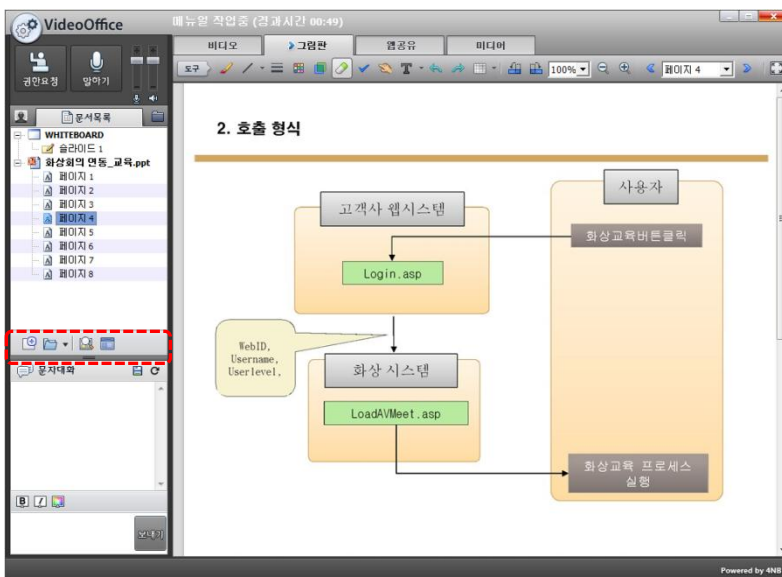 VideoOffice
메뉴얼 작업중 (경과시간 00:49)
비디오
그림판
웹공유
미디어
권한요청
말하기
도구
T
100%
페이지 4
문서목록
WHITEBOARD
슬라이드 1
화상회의 연동_교육.ppt
페이지 1
페이지 2
페이지 3
페이지 4
페이지 5
페이지 6
페이지 7
페이지 8
문자대화
B
I
보내기
2. 호출 형식
고객사 웹시스템
사용자
화상교육버튼클릭
Login.asp
WebID,
Username,
Userlevel,
화상 시스템
LoadAVMeet.asp
화상교육 프로세스
실행
Powered by 4NB